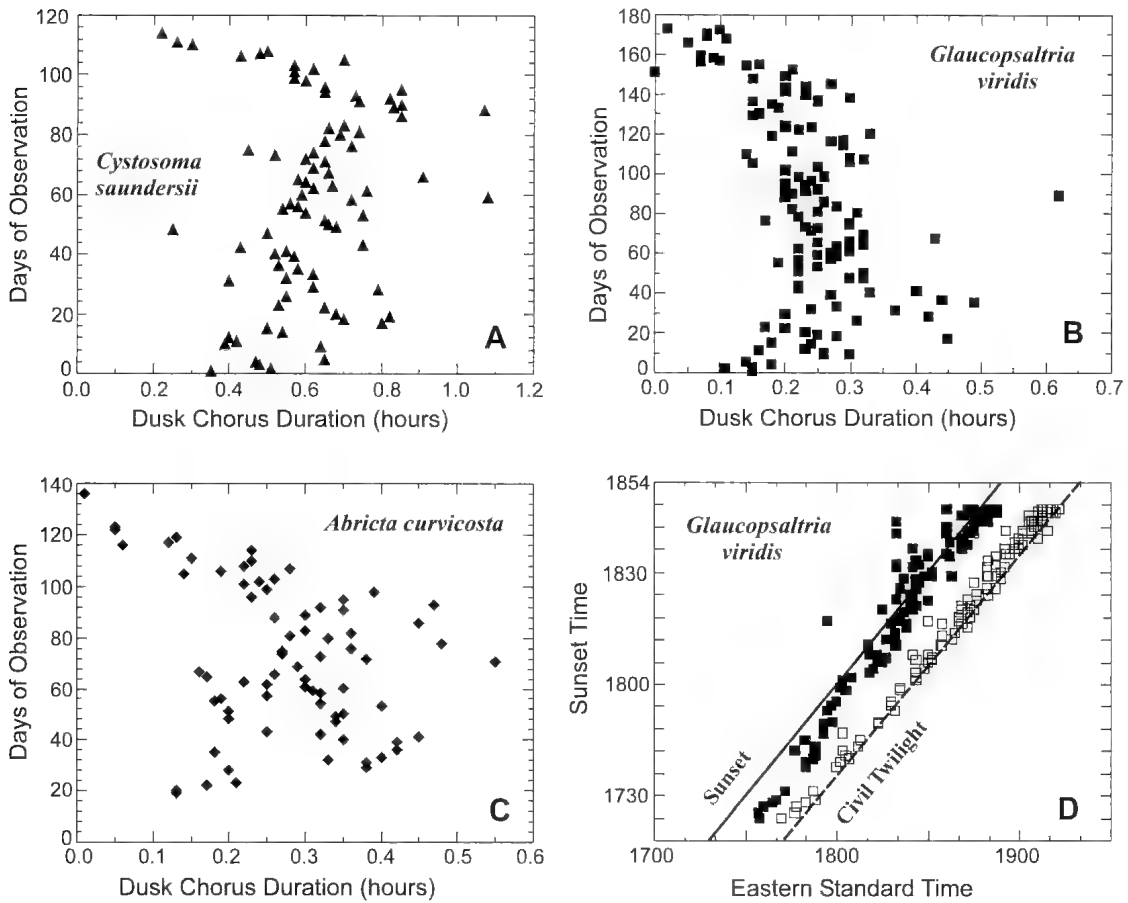 120
100
80
60
40
20
0
Days of Observation
Cystosoma
saundersii
A
0.0 0.2 0.4 0.6 0.8 1.0 1.2
Dusk Chorus Duration (hours)
180
160
140
120
100
80
60
40
20
0
Days of Observation
Glaucopsaltria
viridis
B
0.0 0.1 0.2 0.3 0.4 0.5 0.6 0.7
Dusk Chorus Duration (hours)
140
120
100
80
60
40
20
0
Days of Observation
Abricta curvicosta
C
0.0 0.1 0.2 0.3 0.4 0.5 0.6
Dusk Chorus Duration (hours)
1854
1830
1800
1730
Sunset Time
Glaucopsaltria
viridis
Sunset
Civil Twilight
D
1700 1800 1900
Eastern Standard Time